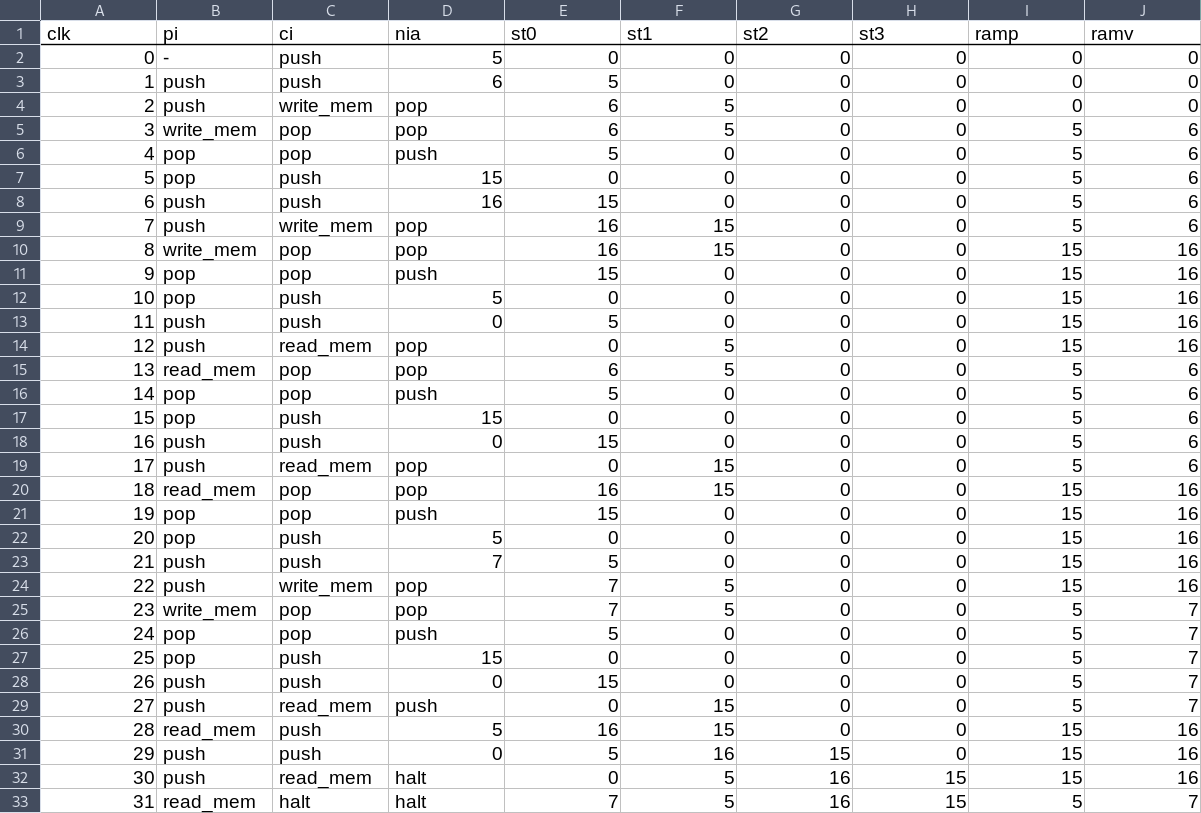 A B C D E F G H I J
1 clk pi ci nia st0 st1 st2 st3 ramp ramv
2 0 - push 5 0 0 0 0 0 0
3 1 push push 6 5 0 0 0 0 0
4 2 push write_mem pop 6 5 0 0 0 0
5 3 write_mem pop pop 6 5 0 0 5 6
6 4 pop pop push 5 0 0 0 5 6
7 5 pop push 15 0 0 0 0 5 6
8 6 push push 16 15 0 0 0 5 6
9 7 push write_mem pop 16 15 0 0 5 6
10 8 write_mem pop pop 16 15 0 0 15 16
11 9 pop pop push 15 0 0 0 15 16
12 10 pop push 5 0 0 0 0 15 16
13 11 push push 0 5 0 0 0 15 16
14 12 push read_mem pop 0 5 0 0 15 16
15 13 read_mem pop pop 6 5 0 0 5 6
16 14 pop pop push 5 0 0 0 5 6
17 15 pop push 15 0 0 0 0 5 6
18 16 push push 0 15 0 0 0 5 6
19 17 push read_mem pop 0 15 0 0 5 6
20 18 read_mem pop pop 16 15 0 0 15 16
21 19 pop pop push 15 0 0 0 15 16
22 20 pop push 5 0 0 0 0 15 16
23 21 push push 7 5 0 0 0 15 16
24 22 push write_mem pop 7 5 0 0 15 16
25 23 write_mem pop pop 7 5 0 0 5 7
26 24 pop pop push 5 0 0 0 5 7
27 25 pop push 15 0 0 0 0 5 7
28 26 push push 0 15 0 0 0 5 7
29 27 push read_mem push 0 15 0 0 5 7
30 28 read_mem push 5 16 15 0 0 15 16
31 29 push push 0 5 16 15 0 15 16
32 30 push read_mem halt 0 5 16 15 15 16
33 31 read_mem halt halt 7 5 16 15 5 7